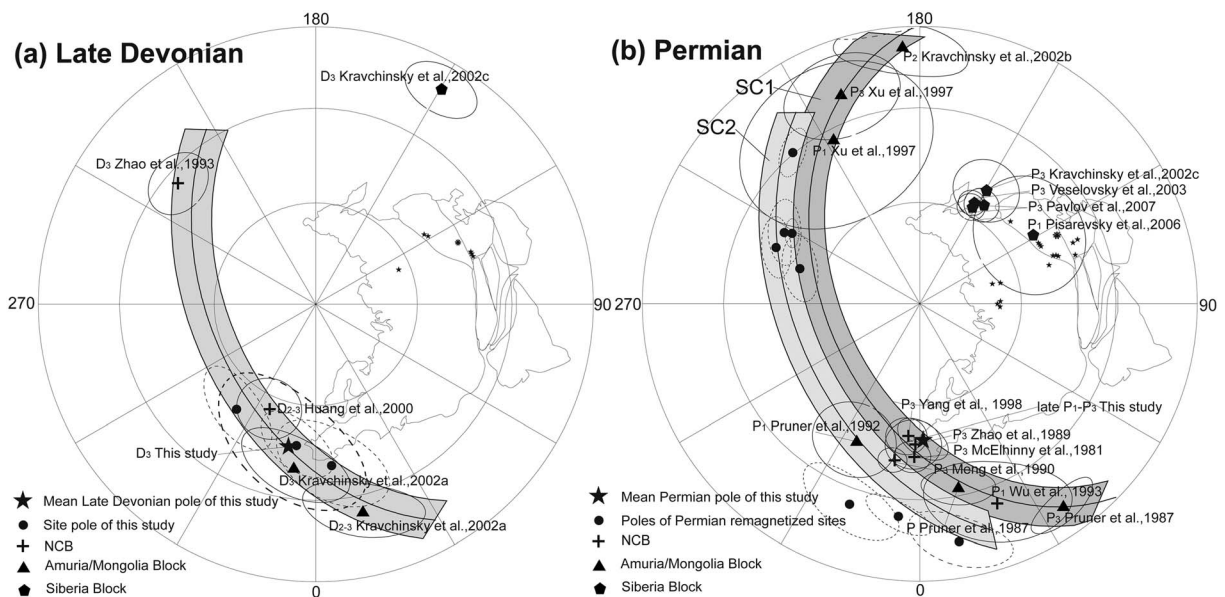 180
(a) Late Devonian
D3 Kravchinsky et al.,2002c
D3 Zhao et al.,1993
270
90
D2-3 Huang et al.,2000
D3 This study
D3 Kravchinsky et al.,2002a
D2-3 Kravchinsky et al.,2002a
Mean Late Devonian pole of this study
Site pole of this study
NCB
Amuria/Mongolia Block
Siberia Block
0
180
(b) Permian
P2 Kravchinsky et al.,2002b
SC1
P3 Xu et al.,1997
SC2
P1 Xu et al.,1997
P3 Kravchinsky et al.,2002c
P3 Veselovsky et al.,2003
P3 Pavlov et al.,2007
P1 Pisarevsky et al.,2006
270
90
P3 Yang et al., 1998
late P1-P3 This study
P1 Pruner et al.,1992
P3 Zhao et al.,1989
P3 McElhinny et al.,1981
P3 Meng et al.,1990
P1 Wu et al.,1993
P3 Pruner et al.,1987
P Pruner et al.,1987
Mean Permian pole of this study
Poles of Permian remagnetized sites
NCB
Amuria/Mongolia Block
Siberia Block
0